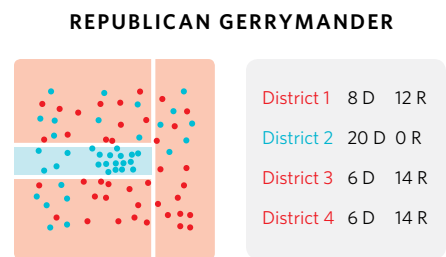 REPUBLICAN GERRYMANDER
District 1 8 D 12 R
District 2 20 D 0 R
District 3 6 D 14 R
District 4 6 D 14 R